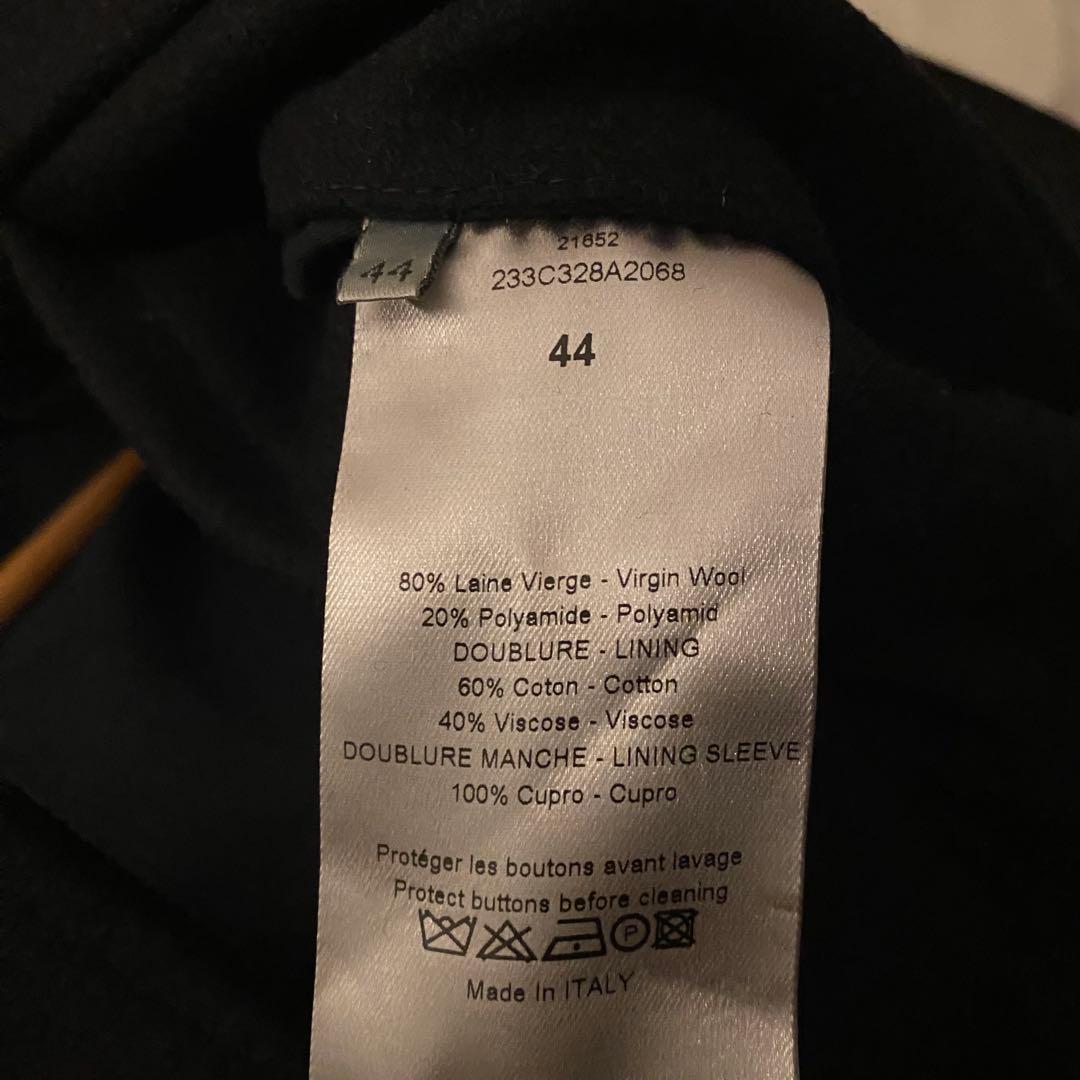 44
21652
233C328A2068
44
80% Laine Vierge - Virgin Wool
20% Polyamide - Polyamid
DOUBLURE - LINING
60% Coton - Cotton
40% Viscose - Viscose
DOUBLURE MANCHE - LINING SLEEVE
100% Cupro - Cupro
Protéger les boutons avant lavage
Protect buttons before cleaning
P
Made In ITALY